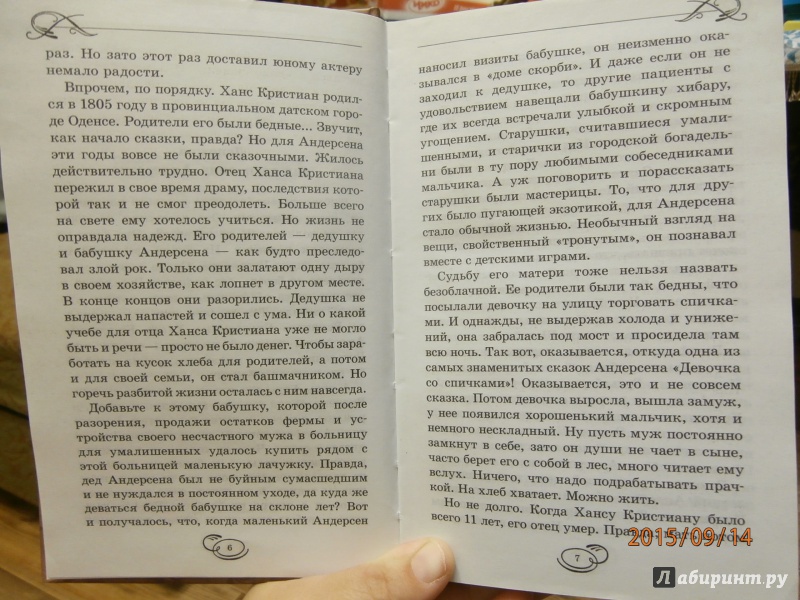 раз. Но зато этот раз доставил юному актеру
немало радости.
Впрочем, по порядку. Ханс Кристиан родил-
ся в 1805 году в провинциальном датском горо-
де Оденсе. Родители его были бедные... Звучит,
как начало сказки, правда? Но для Андерсена
эти годы вовсе не были сказочными. Жилось
действительно трудно. Отец Ханса Кристиана
пережил в свое время драму, последствия кото-
рой так и не смог преодолеть. Больше всего
на свете ему хотелось учиться. Но жизнь не
оправдала надежд. Его родителей — дедушку
и бабушку Андерсена — как будто преследо-
вал злой рок. Только они залатают одну дыру
в своем хозяйстве, как лопнет в другом месте.
В конце концов они разорились. Дедушка не
выдержал напастей и сошел с ума. Ни о какой
учебе для отца Ханса Кристиана уже не могло
быть и речи — просто не было денег. Чтобы зара-
ботать на кусок хлеба для родителей, а потом
и для своей семьи, он стал башмачником. Но
горечь разбитой жизни осталась с ним навсегда.
Добавьте к этому бабушку, которой после
разорения, продажи остатков фермы и уст-
ройства своего несчастного мужа в больницу
для умалишенных удалось купить рядом с
этой больницей маленькую лачужку. Правда,
дед Андерсена был не буйным сумасшедшим
и не нуждался в постоянном уходе, да куда же
деваться бедной бабушке на склоне лет? Вот
и получалось, что, когда маленький Андерсен
6
наносил визиты бабушке, он неизменно ока-
зывался в «доме скорби». И даже если он не
заходил к дедушке, то другие пациенты с
удовольствием навещали бабушкину хибару,
где их всегда встречали улыбкой и скромным
угощением. Старушки, считавшиеся умали-
шенными, и старички из городской богадель-
ни были в ту пору любимыми собеседниками
мальчика. А уж поговорить и порассказать
старушки были мастерицы. То, что для дру-
гих было пугающей экзотикой, для Андерсена
стало обычной жизнью. Необычный взгляд на
вещи, свойственный «тронутым», он познавал
вместе с детскими играми.
Судьбу его матери тоже нельзя назвать
безоблачной. Ее родители были так бедны, что
посылали девочку на улицу торговать спичка-
ми. И однажды, не выдержав холода и униже-
ний, она забралась под мост и просидела там
всю ночь. Так вот, оказывается, откуда одна из
самых знаменитых сказок Андерсена «Девочка
со спичками»! Оказывается, это и не совсем
сказка. Потом девочка выросла, вышла замуж,
у нее появился хорошенький мальчик, хотя и
немного нескладный. Ну пусть муж постоянно
замкнут в себе, зато он души не чает в сыне,
часто берет его с собой в лес, много читает ему
вслух. Ничего, что надо подрабатывать прач-
кой. На хлеб хватает. Можно жить.
Но не долго. Когда Хансу Кристиану было
всего 11 лет, его отец умер. Правда, мать потом
7
2015/09/14
Лабиринт.ру